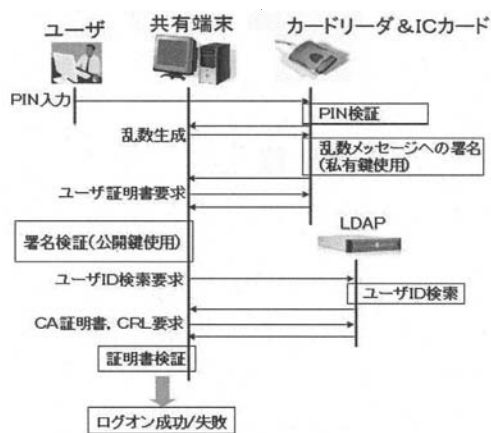 ユーザ
共有端末
カードリーダ&ICカード
PIN入力
PIN検証
乱数生成
乱数メッセージへの署名
(私有鍵使用)
ユーザ証明書要求
LDAP
署名検証(公開鍵使用)
ユーザID検索要求
ユーザID検索
CA証明書, CRL要求
証明書検証
ログオン成功/失敗